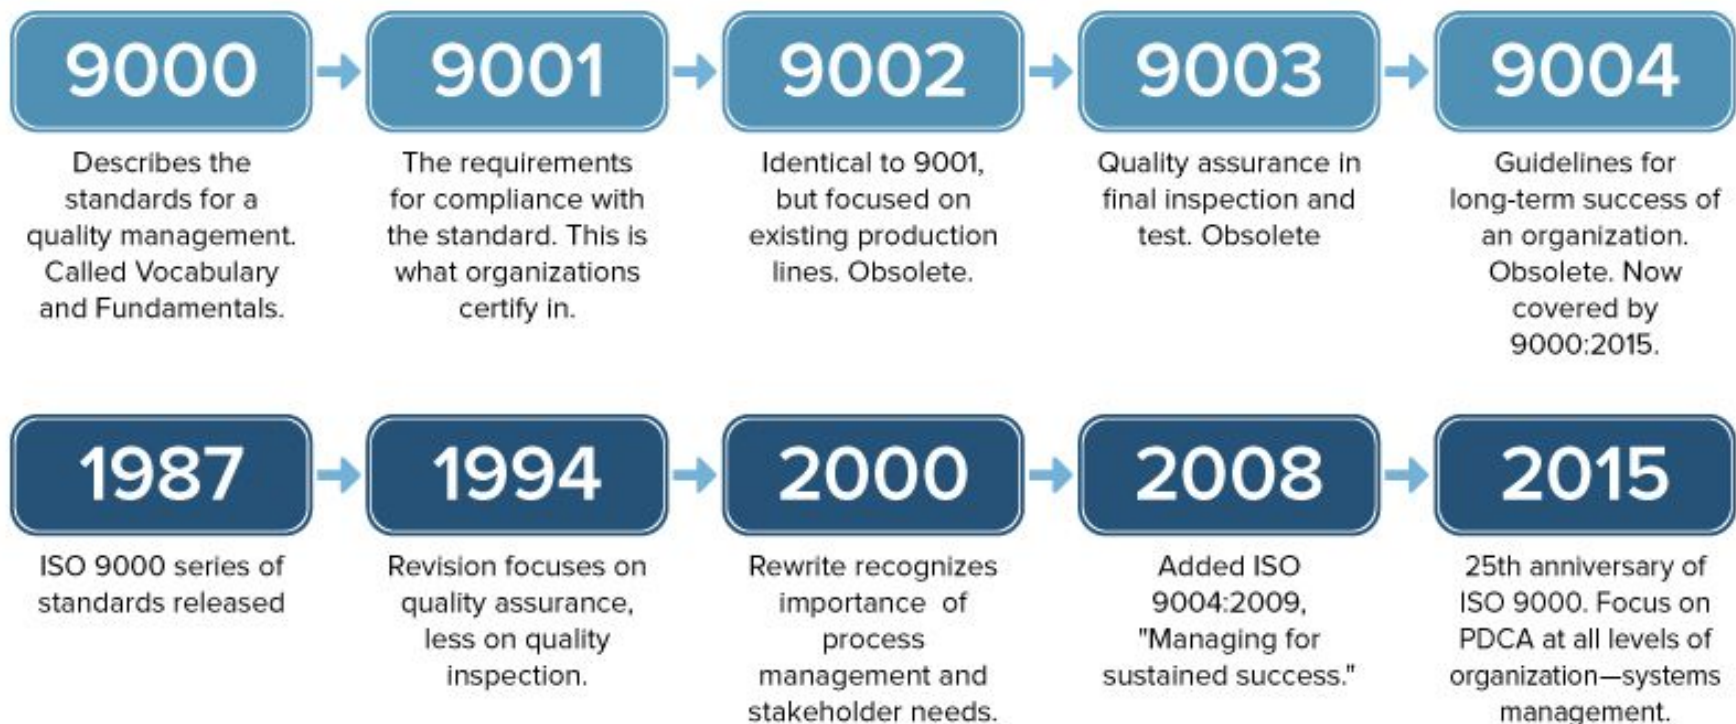 9000
Describes the
standards for a
quality management.
Called Vocabulary
and Fundamentals.
9001
The requirements
for compliance with
the standard. This is
what organizations
certify in.
9002
Identical to 9001,
but focused on
existing production
lines. Obsolete.
9003
Quality assurance in
final inspection and
test. Obsolete
9004
Guidelines for
long-term success of
an organization.
Obsolete. Now
covered by
9000:2015.
1987
ISO 9000 series of
standards released
1994
Revision focuses on
quality assurance,
less on quality
inspection.
2000
Rewrite recognizes
importance of
process
management and
stakeholder needs.
2008
Added ISO
9004:2009,
"Managing for
sustained success."
2015
25th anniversary of
ISO 9000. Focus on
PDCA at all levels of
organization—systems
management.